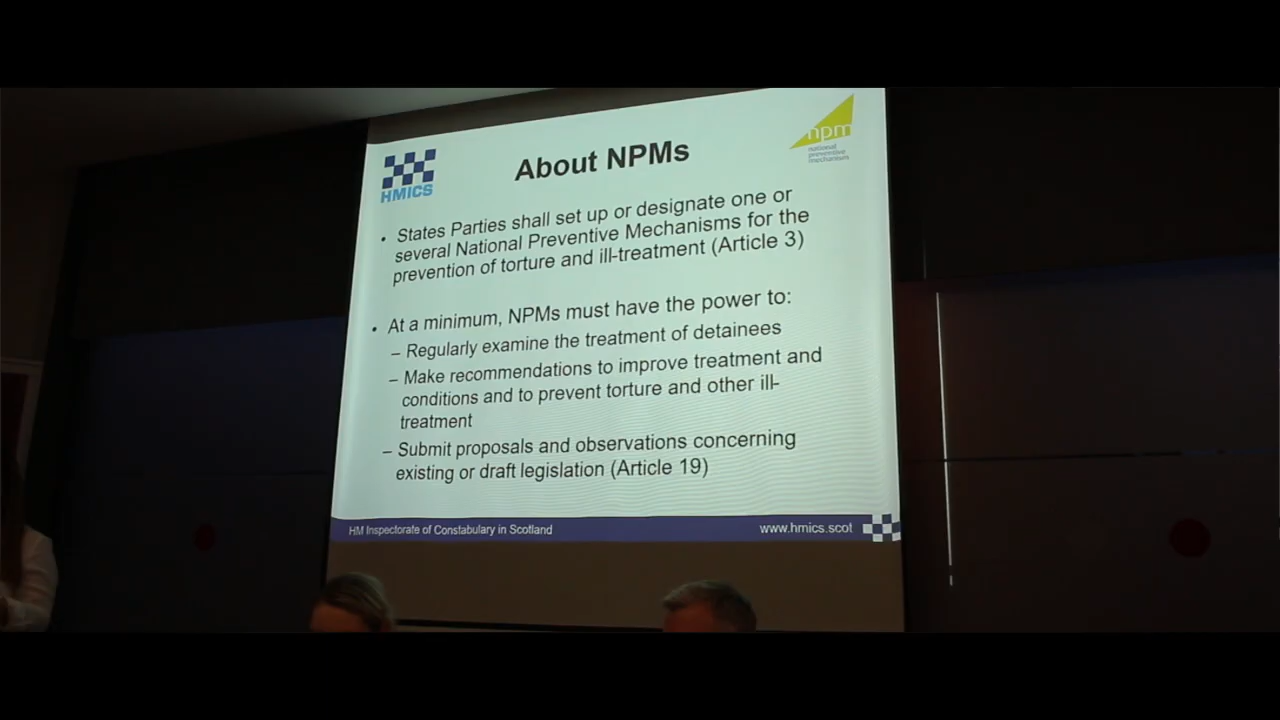 HMICS
About NPMs
npm
national
preventive
mechanism
• States Parties shall set up or designate one or
several National Preventive Mechanisms for the
prevention of torture and ill-treatment (Article 3)
• At a minimum, NPMs must have the power to:
– Regularly examine the treatment of detainees
– Make recommendations to improve treatment and
conditions and to prevent torture and other ill-
treatment
– Submit proposals and observations concerning
existing or draft legislation (Article 19)
HM Inspectorate of Constabulary in Scotland
www.hmics.scot